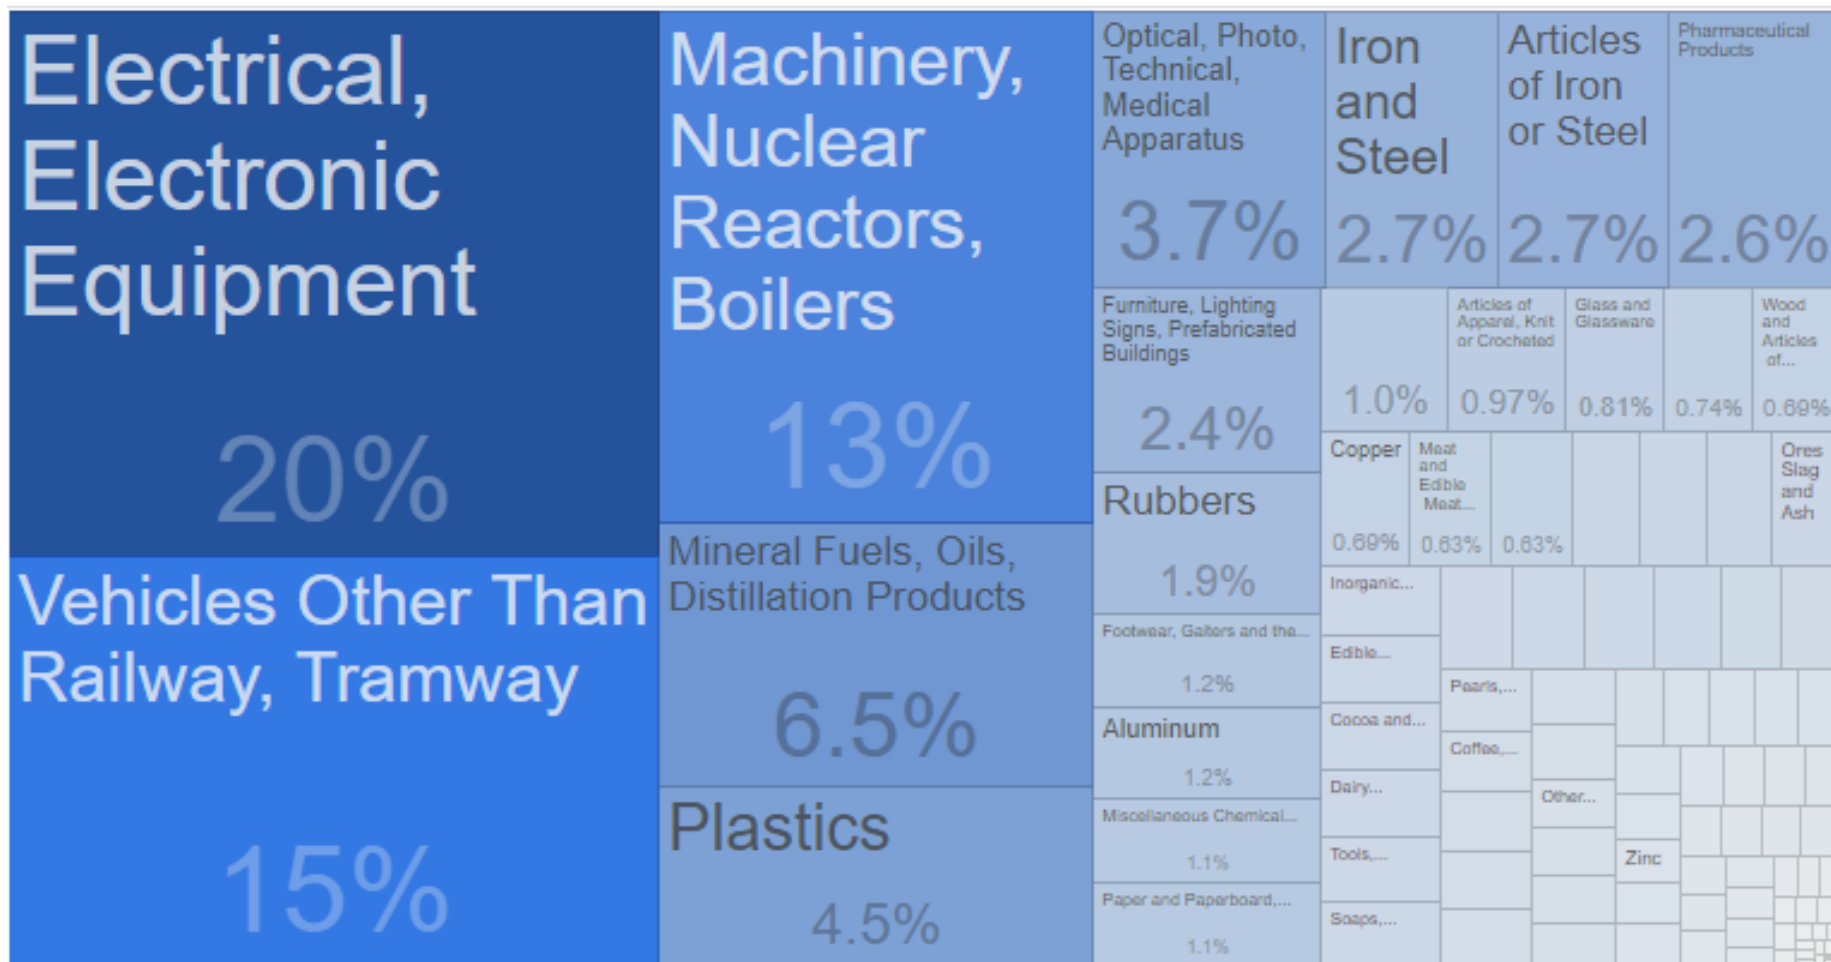 Electrical,
Electronic
Equipment
20%
Vehicles Other Than
Railway, Tramway
15%
Machinery,
Nuclear
Reactors,
Boilers
13%
Mineral Fuels, Oils,
Distillation Products
6.5%
Plastics
4.5%
Optical, Photo,
Technical,
Medical
Apparatus
3.7%
Iron
and
Steel
2.7%
Articles
of Iron
or Steel
2.7%
Pharmaceutical
Products
2.6%
Furniture, Lighting
Signs, Prefabricated
Buildings
2.4%
Rubbers
1.9%
Footwear, Gaiters and the...
1.2%
Aluminum
1.2%
Miscellaneous Chemical...
1.1%
Paper and Paperboard,...
1.1%
1.0%
Articles of
Apparel, Knit
or Crocheted
0.97%
Glass and
Glassware
0.81%
0.74%
Wood
and
Articles
of...
0.69%
Copper
0.69%
Meat
and
Edible
Meat...
0.63%
0.63%
Ores
Slag
and
Ash
Inorganic...
Edible...
Cocoa and...
Dairy...
Tools,...
Soaps,...
Pearls,...
Coffee,...
Other...
Zinc